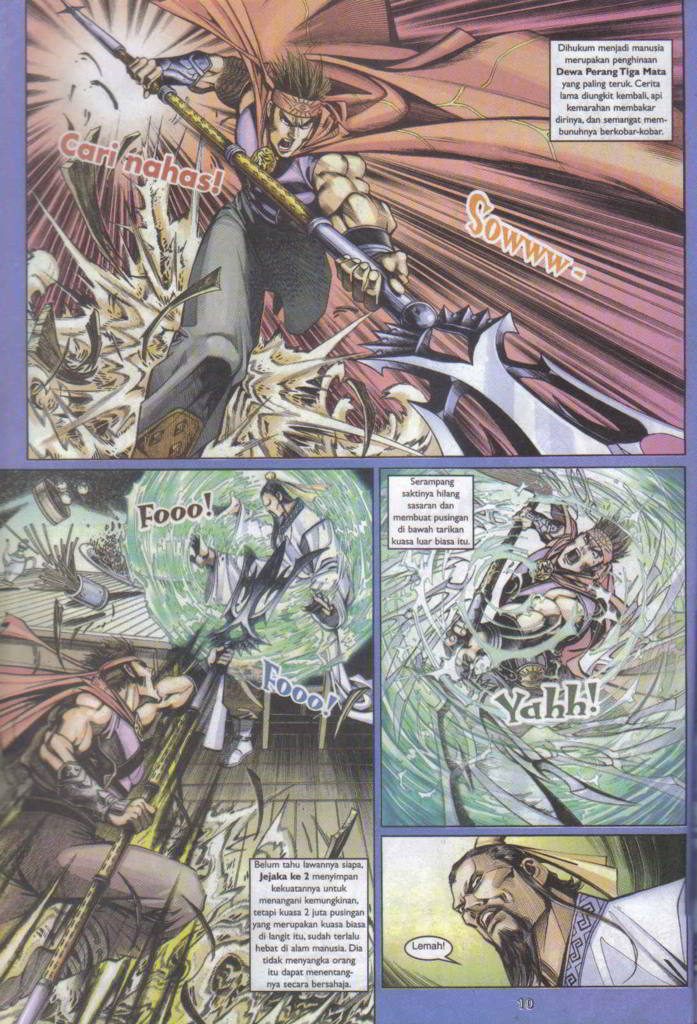 Dihukum menjadi manusia
merupakan penghinaan
Dewa Perang Tiga Mata
yang paling teruk. Cerita
lama diungkit kembali, api
kemarahan membakar
dirinya, dan semangat mem-
bunuhnya berkobar-kobar.
Cari nahas!
Sowww-
Fooo!
Fooo!
Belum tahu lawannya siapa,
Jejaka ke 2 menyimpan
kekuatannya untuk
menangani kemungkinan,
tetapi kuasa 2 juta pusingan
yang merupakan kuasa biasa
di langit itu, sudah terlalu
hebat di alam manusia. Dia
tidak menyangka orang
itu dapat menentang-
nya secara bersahaja.
Serampang
saktinya hilang
sasaran dan
membuat pusingan
di bawah tarikan
kuasa luar biasa itu.
Yahh!
Lemah!
10